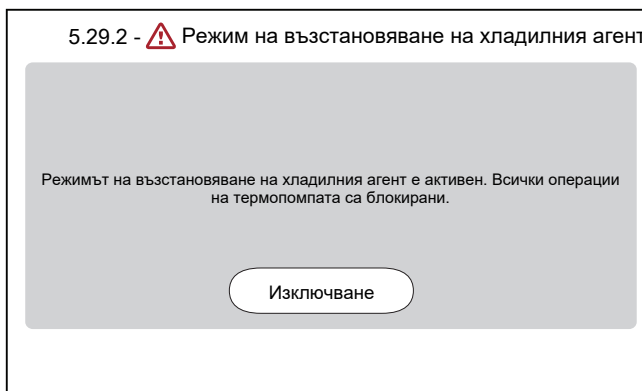 5.29.2 - Режим на възстановяване на хладилния агент
Режимът на възстановяване на хладилния агент е активен. Всички операции
на термопомпата са блокирани.
Изключване